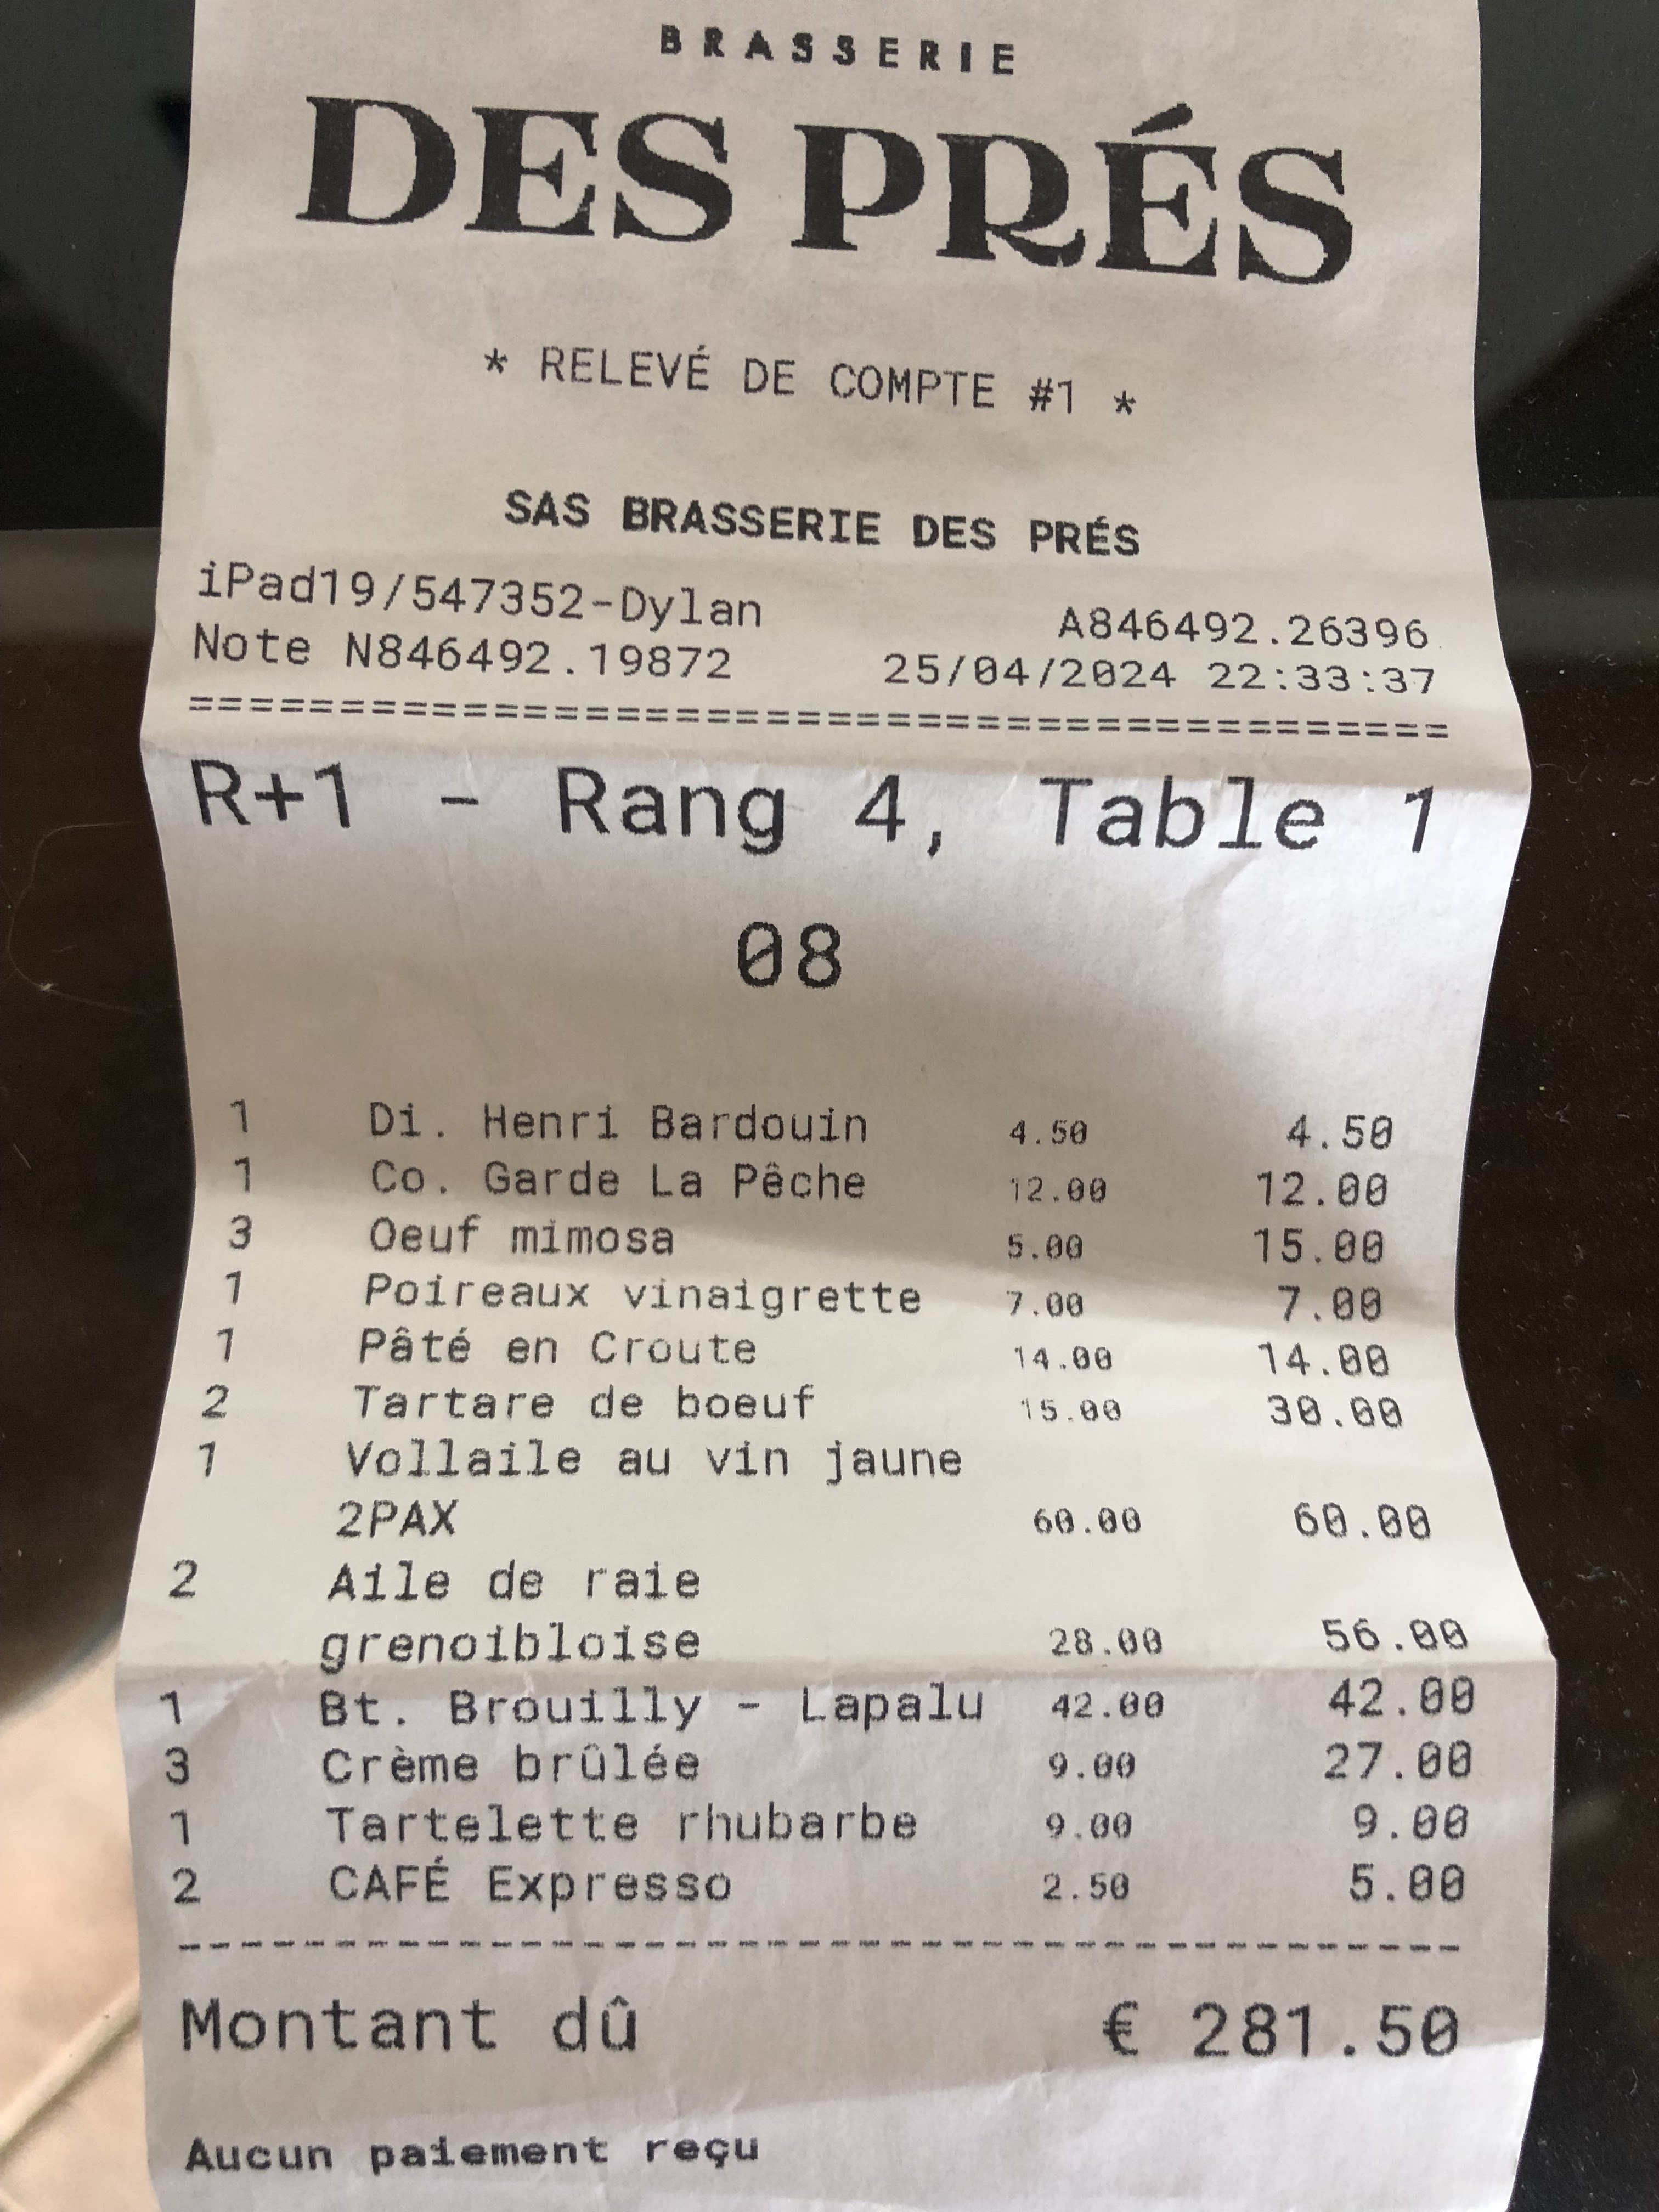 BRASSERIE
DES PRÉS
* RELEVÉ DE COMPTE #1 *
SAS BRASSERIE DES PRÉS
iPad19/547352-Dylan A846492.26396
Note N846492.19872 25/04/2024 22:33:37
==========================================
R+1 - Rang 4, Table 1
08
1 Di. Henri Bardouin 4.50 4.50
1 Co. Garde La Pêche 12.00 12.00
3 Oeuf mimosa 5.00 15.00
1 Poireaux vinaigrette 7.00 7.00
1 Pâté en Croute 14.00 14.00
2 Tartare de boeuf 15.00 30.00
1 Vollaile au vin jaune
2PAX 60.00 60.00
2 Aile de raie
grenoibloise 28.00 56.00
1 Bt. Brouilly - Lapalu 42.00 42.00
3 Crème brûlée 9.00 27.00
1 Tartelette rhubarbe 9.00 9.00
2 CAFÉ Expresso 2.50 5.00
------------------------------------------
Montant dû € 281.50
Aucun paiement reçu